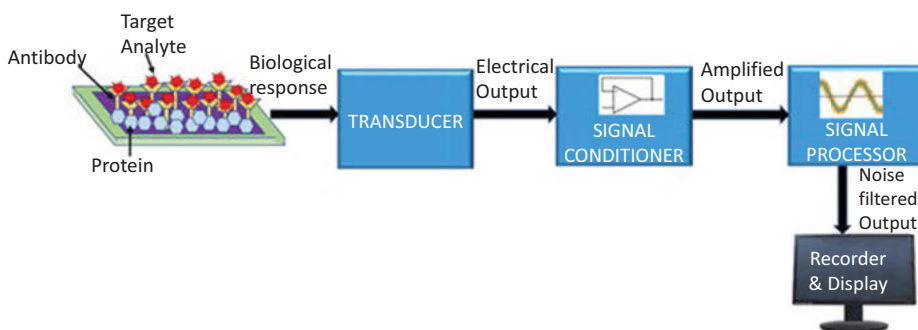 Target
Analyte
Antibody
Protein
Biological
response
TRANSDUCER
Electrical
Output
SIGNAL
CONDITIONER
Amplified
Output
SIGNAL
PROCESSOR
Noise
filtered
Output
Recorder
& Display